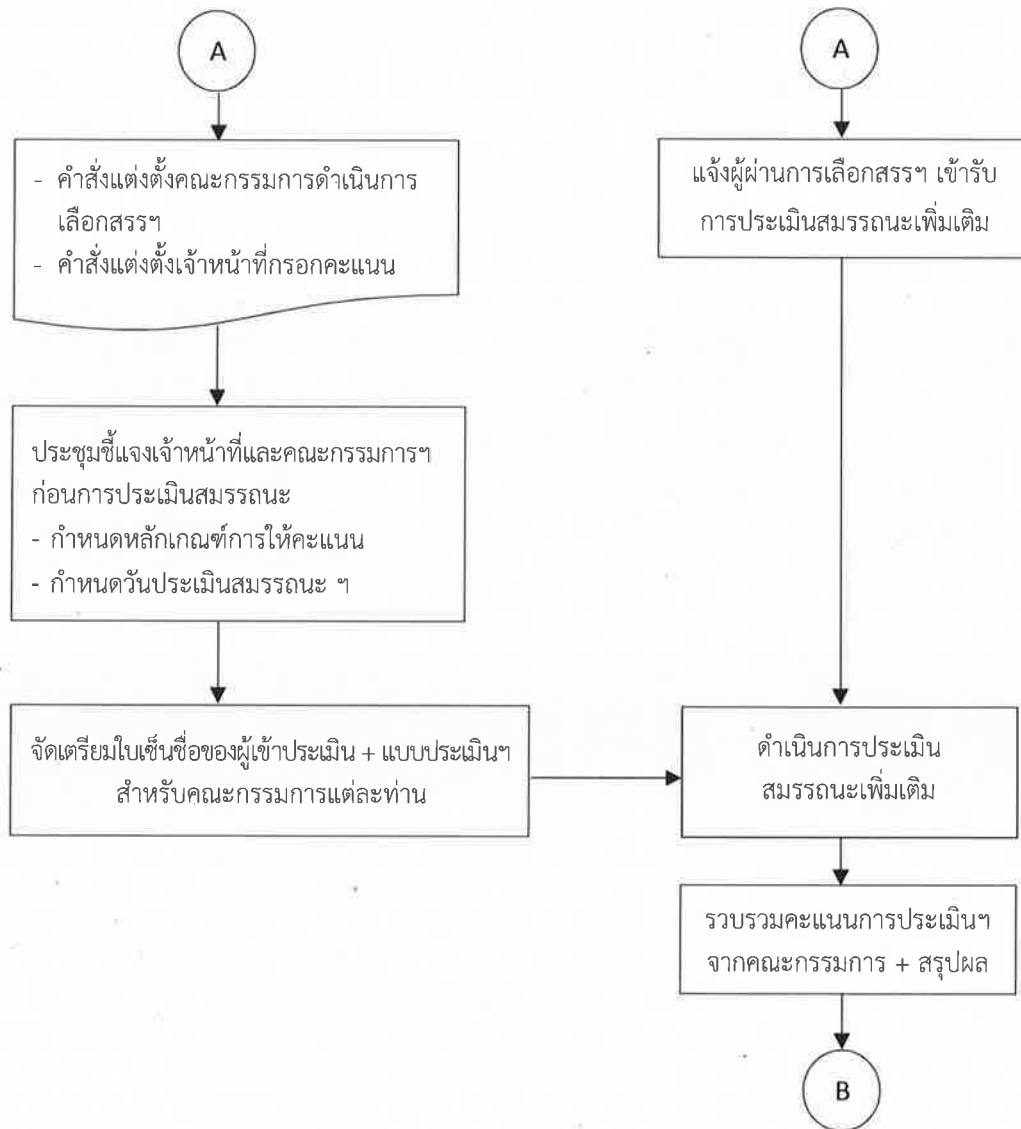 A
- คำสั่งแต่งตั้งคณะกรรมการดำเนินการ
เลือกสรรฯ
- คำสั่งแต่งตั้งเจ้าหน้าที่กรอกคะแนน
ประชุมชี้แจงเจ้าหน้าที่และคณะกรรมการฯ
ก่อนการประเมินสมรรถนะ
- กำหนดหลักเกณฑ์การให้คะแนน
- กำหนดวันประเมินสมรรถนะ ฯ
จัดเตรียมใบเซ็นชื่อของผู้เข้าประเมิน + แบบประเมินฯ
สำหรับคณะกรรมการแต่ละท่าน
A
แจ้งผู้ผ่านการเลือกสรรฯ เข้ารับ
การประเมินสมรรถนะเพิ่มเติม
ดำเนินการประเมิน
สมรรถนะเพิ่มเติม
รวบรวมคะแนนการประเมินฯ
จากคณะกรรมการ + สรุปผล
B